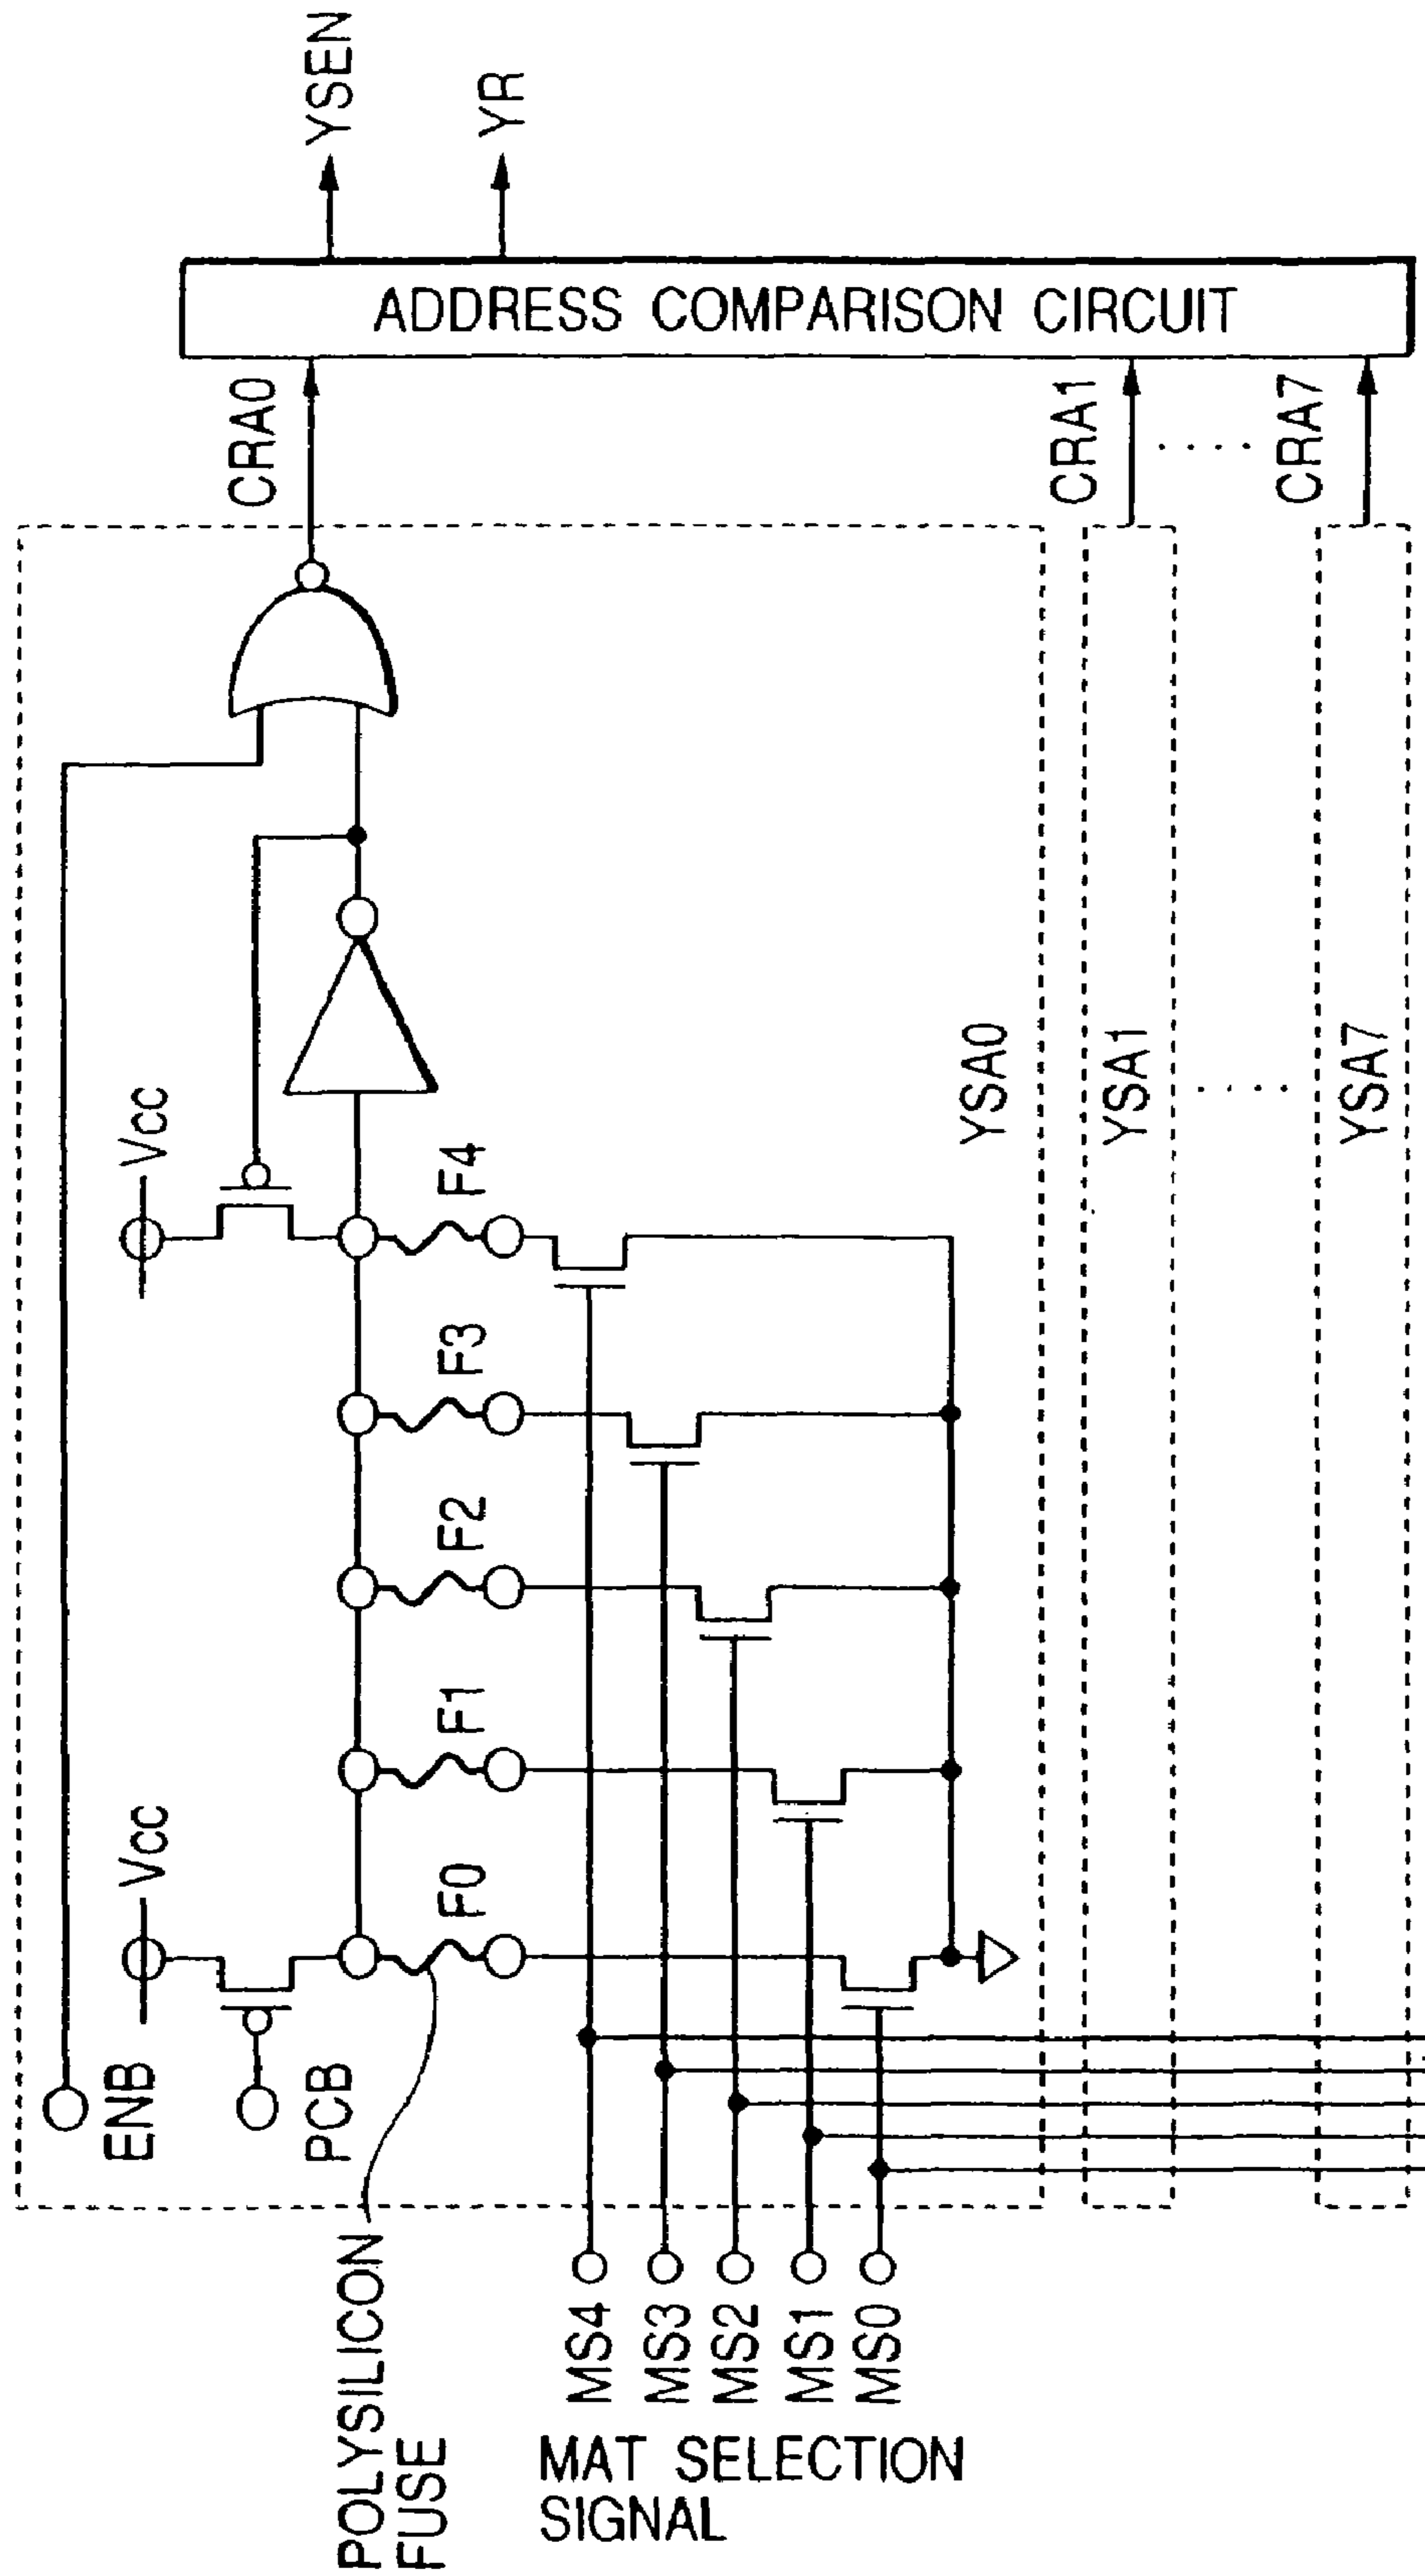 ENB
PCB
Vcc
Vcc
POLYSILICON
FUSE
F0
F1
F2
F3
F4
MS4
MS3
MS2
MS1
MS0
MAT SELECTION
SIGNAL
YSA0
YSA1
. . . .
YSA7
CRA0
CRA1
. . . .
CRA7
ADDRESS COMPARISON CIRCUIT
YSEN
YR